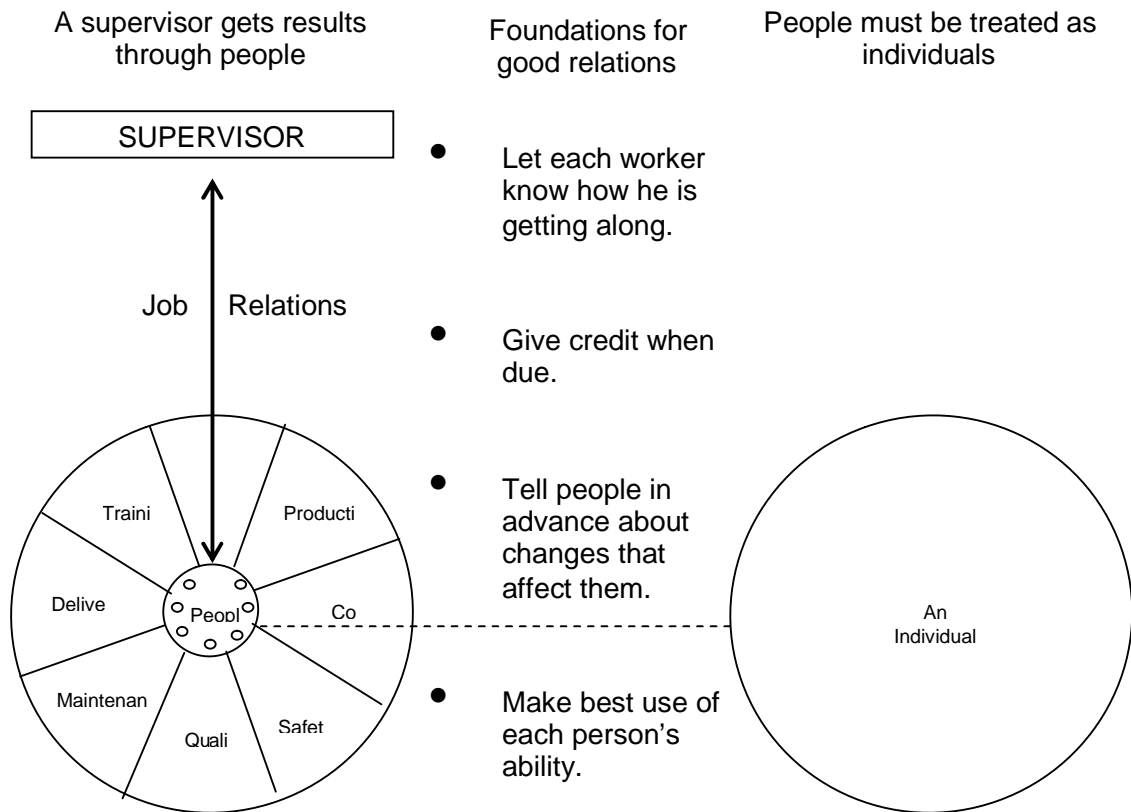 A supervisor gets results
through people
Foundations for
good relations
People must be treated as
individuals
SUPERVISOR
Job Relations
• Let each worker
know how he is
getting along.
• Give credit when
due.
• Tell people in
advance about
changes that
affect them.
• Make best use of
each person’s
ability.
Traini
Producti
Delive
Peopl
Co
Maintenan
Quali
Safet
An
Individual